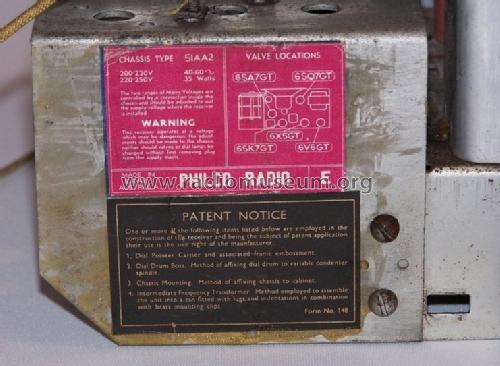 CHASSIS TYPE 51AA2
200-230V 40-60∿
220-250V 35 Watts
The two ranges of Mains Voltages are
controlled by a connection inside the
chassis and should be adjusted to suit
the supply voltage where the receiver
is installed
WARNING
This receiver operates at a voltage
which may be dangerous. No adjust-
ments should be made to the chassis
neither should valves or dial lamps be
changed without first removing plug
from the supply mains.
VALVE LOCATIONS
6SA7GT 6SQ7GT
6X5GT
6SK7GT 6V6GT
MADE IN
PHILCO RADIO
www.radiomuseum.org
PATENT NOTICE
One or more of the following items listed below are employed in the
construction of this receiver and being the subject of patent application
their use is the sole right of the manufacturer.
1. Dial Pointer Carrier and associated frame embossment.
2. Dial Drum Boss. Method of affixing dial drum to variable condenser
spindle.
3. Chassis Mounting. Method of affixing chassis to cabinet.
4. Intermediate Frequency Transformer. Method employed to assemble
the unit into a can fitted with lugs and indentations in combination
with brass mounting clips.
Form No. 148